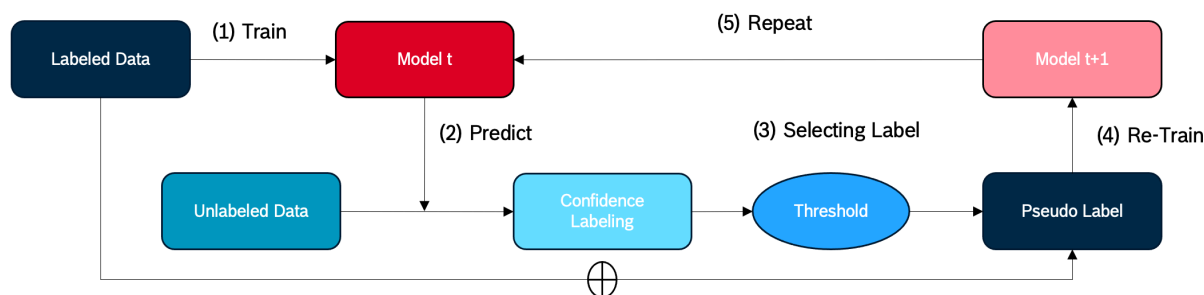 (1) Train
(5) Repeat
Labeled Data
Model t
Model t+1
(2) Predict
(3) Selecting Label
(4) Re-Train
Unlabeled Data
Confidence
Labeling
Threshold
Pseudo Label